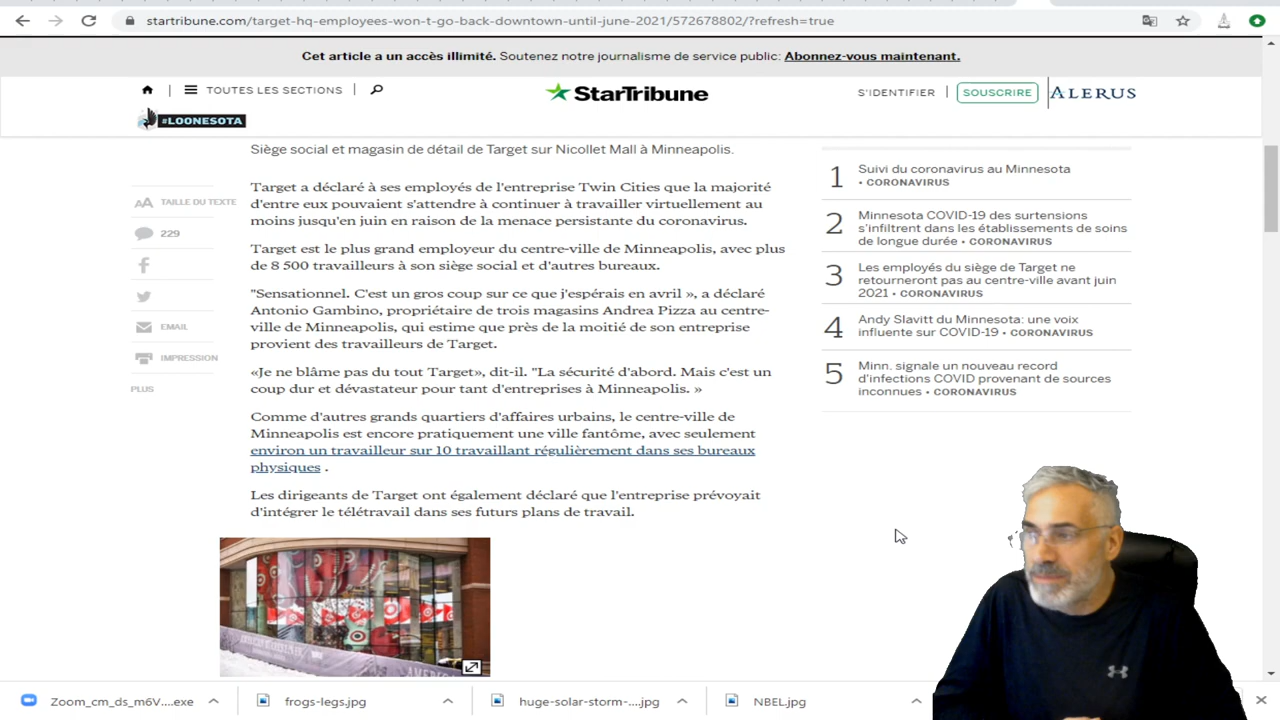 startribune.com/target-hq-employees-won-t-go-back-downtown-until-june-2021/572678802/?refresh=true
Cet article a un accès illimité. Soutenez notre journalisme de service public: Abonnez-vous maintenant.
TOUTES LES SECTIONS
StarTribune
S'IDENTIFIER
SOUSCRIRE
ALERUS
#LOONESOTA
Siège social et magasin de détail de Target sur Nicollet Mall à Minneapolis.
AA TAILLE DU TEXTE
229
EMAIL
IMPRESSION
PLUS
Target a déclaré à ses employés de l'entreprise Twin Cities que la majorité
d'entre eux pouvaient s'attendre à continuer à travailler virtuellement au
moins jusqu'en juin en raison de la menace persistante du coronavirus.
Target est le plus grand employeur du centre-ville de Minneapolis, avec plus
de 8 500 travailleurs à son siège social et d'autres bureaux.
"Sensationnel. C'est un gros coup sur ce que j'espérais en avril », a déclaré
Antonio Gambino, propriétaire de trois magasins Andrea Pizza au centre-
ville de Minneapolis, qui estime que près de la moitié de son entreprise
provient des travailleurs de Target.
«Je ne blâme pas du tout Target», dit-il. "La sécurité d'abord. Mais c'est un
coup dur et dévastateur pour tant d'entreprises à Minneapolis. »
Comme d'autres grands quartiers d'affaires urbains, le centre-ville de
Minneapolis est encore pratiquement une ville fantôme, avec seulement
environ un travailleur sur 10 travaillant régulièrement dans ses bureaux
physiques .
Les dirigeants de Target ont également déclaré que l'entreprise prévoyait
d'intégrer le télétravail dans ses futurs plans de travail.
1 Suivi du coronavirus au Minnesota
• CORONAVIRUS
2 Minnesota COVID-19 des surtensions
s'infiltrent dans les établissements de soins
de longue durée • CORONAVIRUS
3 Les employés du siège de Target ne
retourneront pas au centre-ville avant juin
2021 • CORONAVIRUS
4 Andy Slavitt du Minnesota: une voix
influente sur COVID-19 • CORONAVIRUS
5 Minn. signale un nouveau record
d'infections COVID provenant de sources
inconnues • CORONAVIRUS
Zoom_cm_ds_m6V....exe
frogs-legs.jpg
huge-solar-storm-....jpg
NBEL.jpg